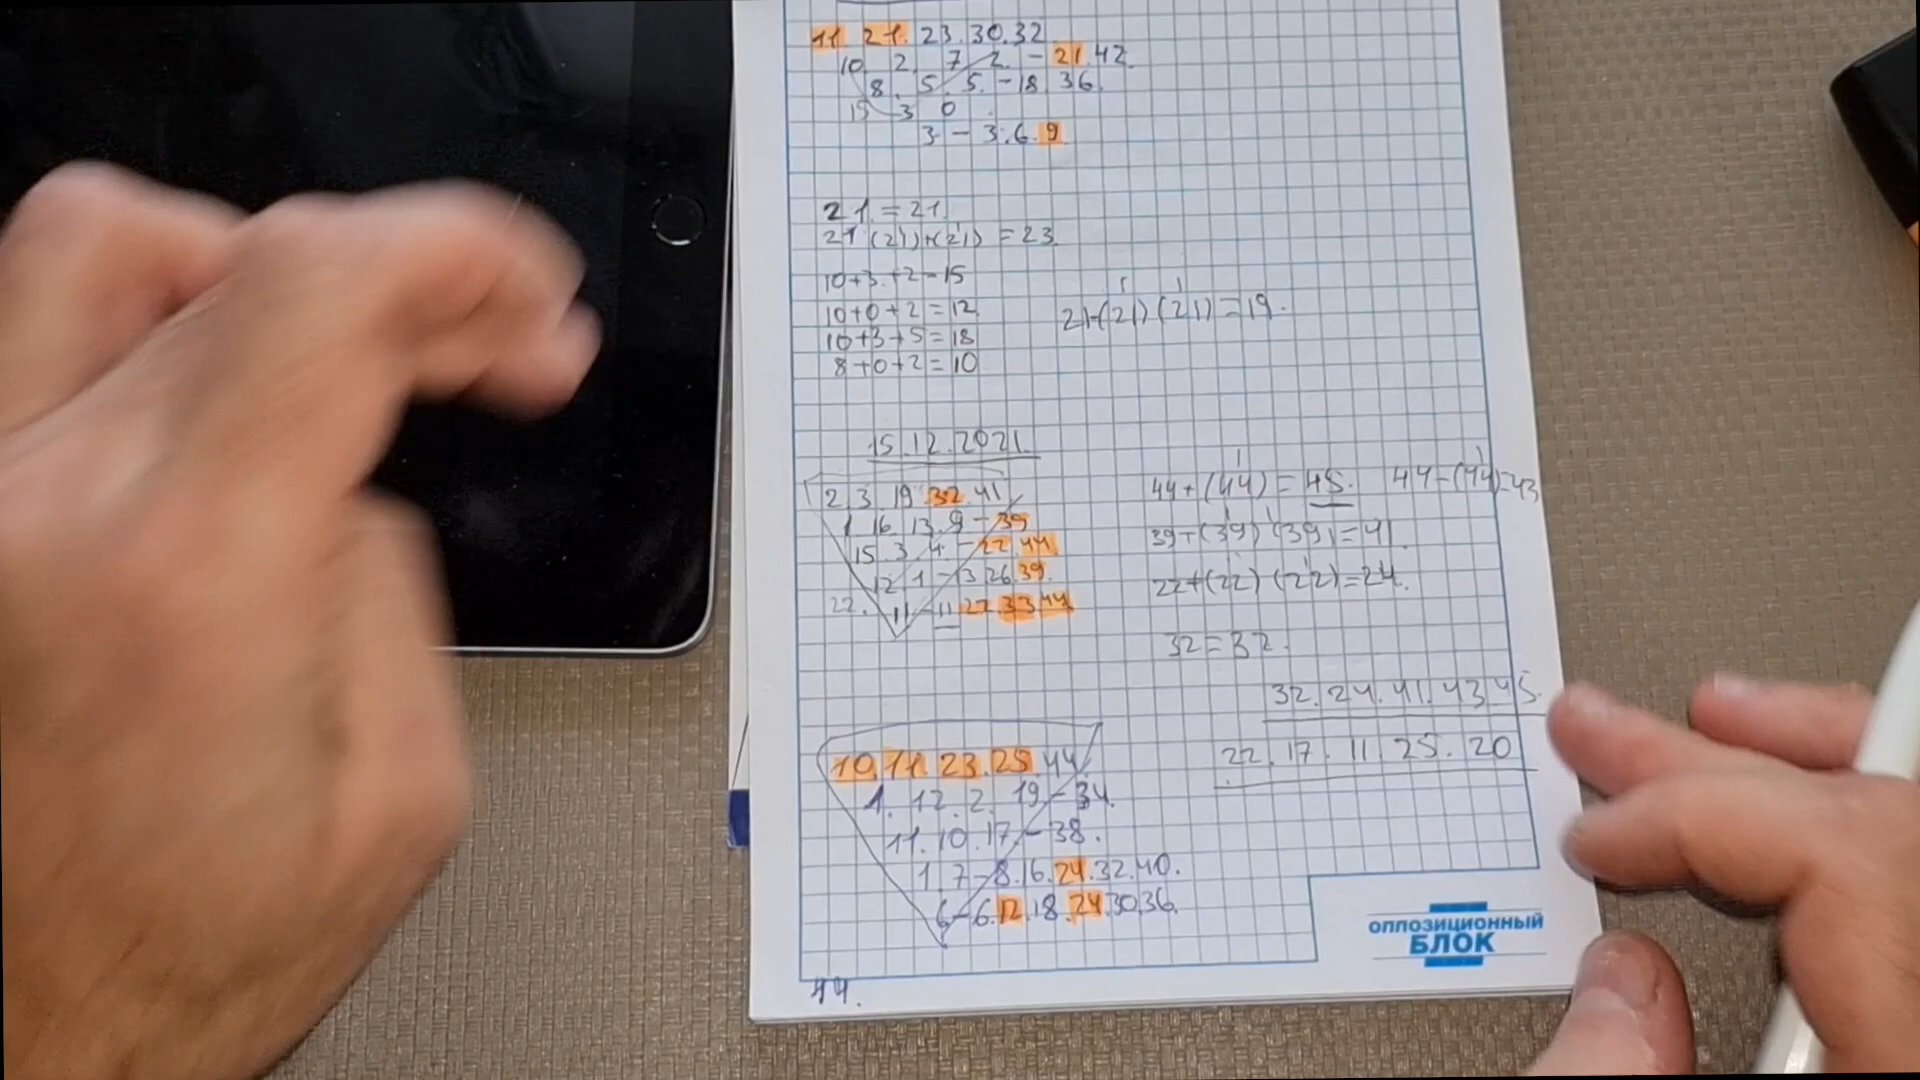 11. 21. 23. 30. 32
10. 2. 7. 2. - 21. 42.
8. 5. 5. - 18. 36.
15 3 0
3 - 3. 6. 9
21. = 21.
21 (21)+(21) = 23.
10+3+2=15
10+0+2=12.
10+3+5=18
8+0+2=10
21-(21) (21) = 19.
15.12.2021.
2. 3. 19. 32. 41
1. 16. 13. 9 - 39
15. 3. 4. - 22. 44
12. 1 - 13. 26. 39.
22. 11 - 11. 22. 33. 44
44+(44) = 45. 44-(44)=43
39+(39) (39)=41.
22+(22) (22)=24.
32=32.
32. 24. 41. 43. 45.
22. 17. 11. 25. 20
10. 11. 23. 25. 44
1. 12. 2. 19 - 34.
11. 10. 17. - 38.
1. 7 - 8. 16. 24. 32. 40.
6 - 6. 12. 18. 24. 30. 36.
44.
ОППОЗИЦИОННЫЙ
БЛОК